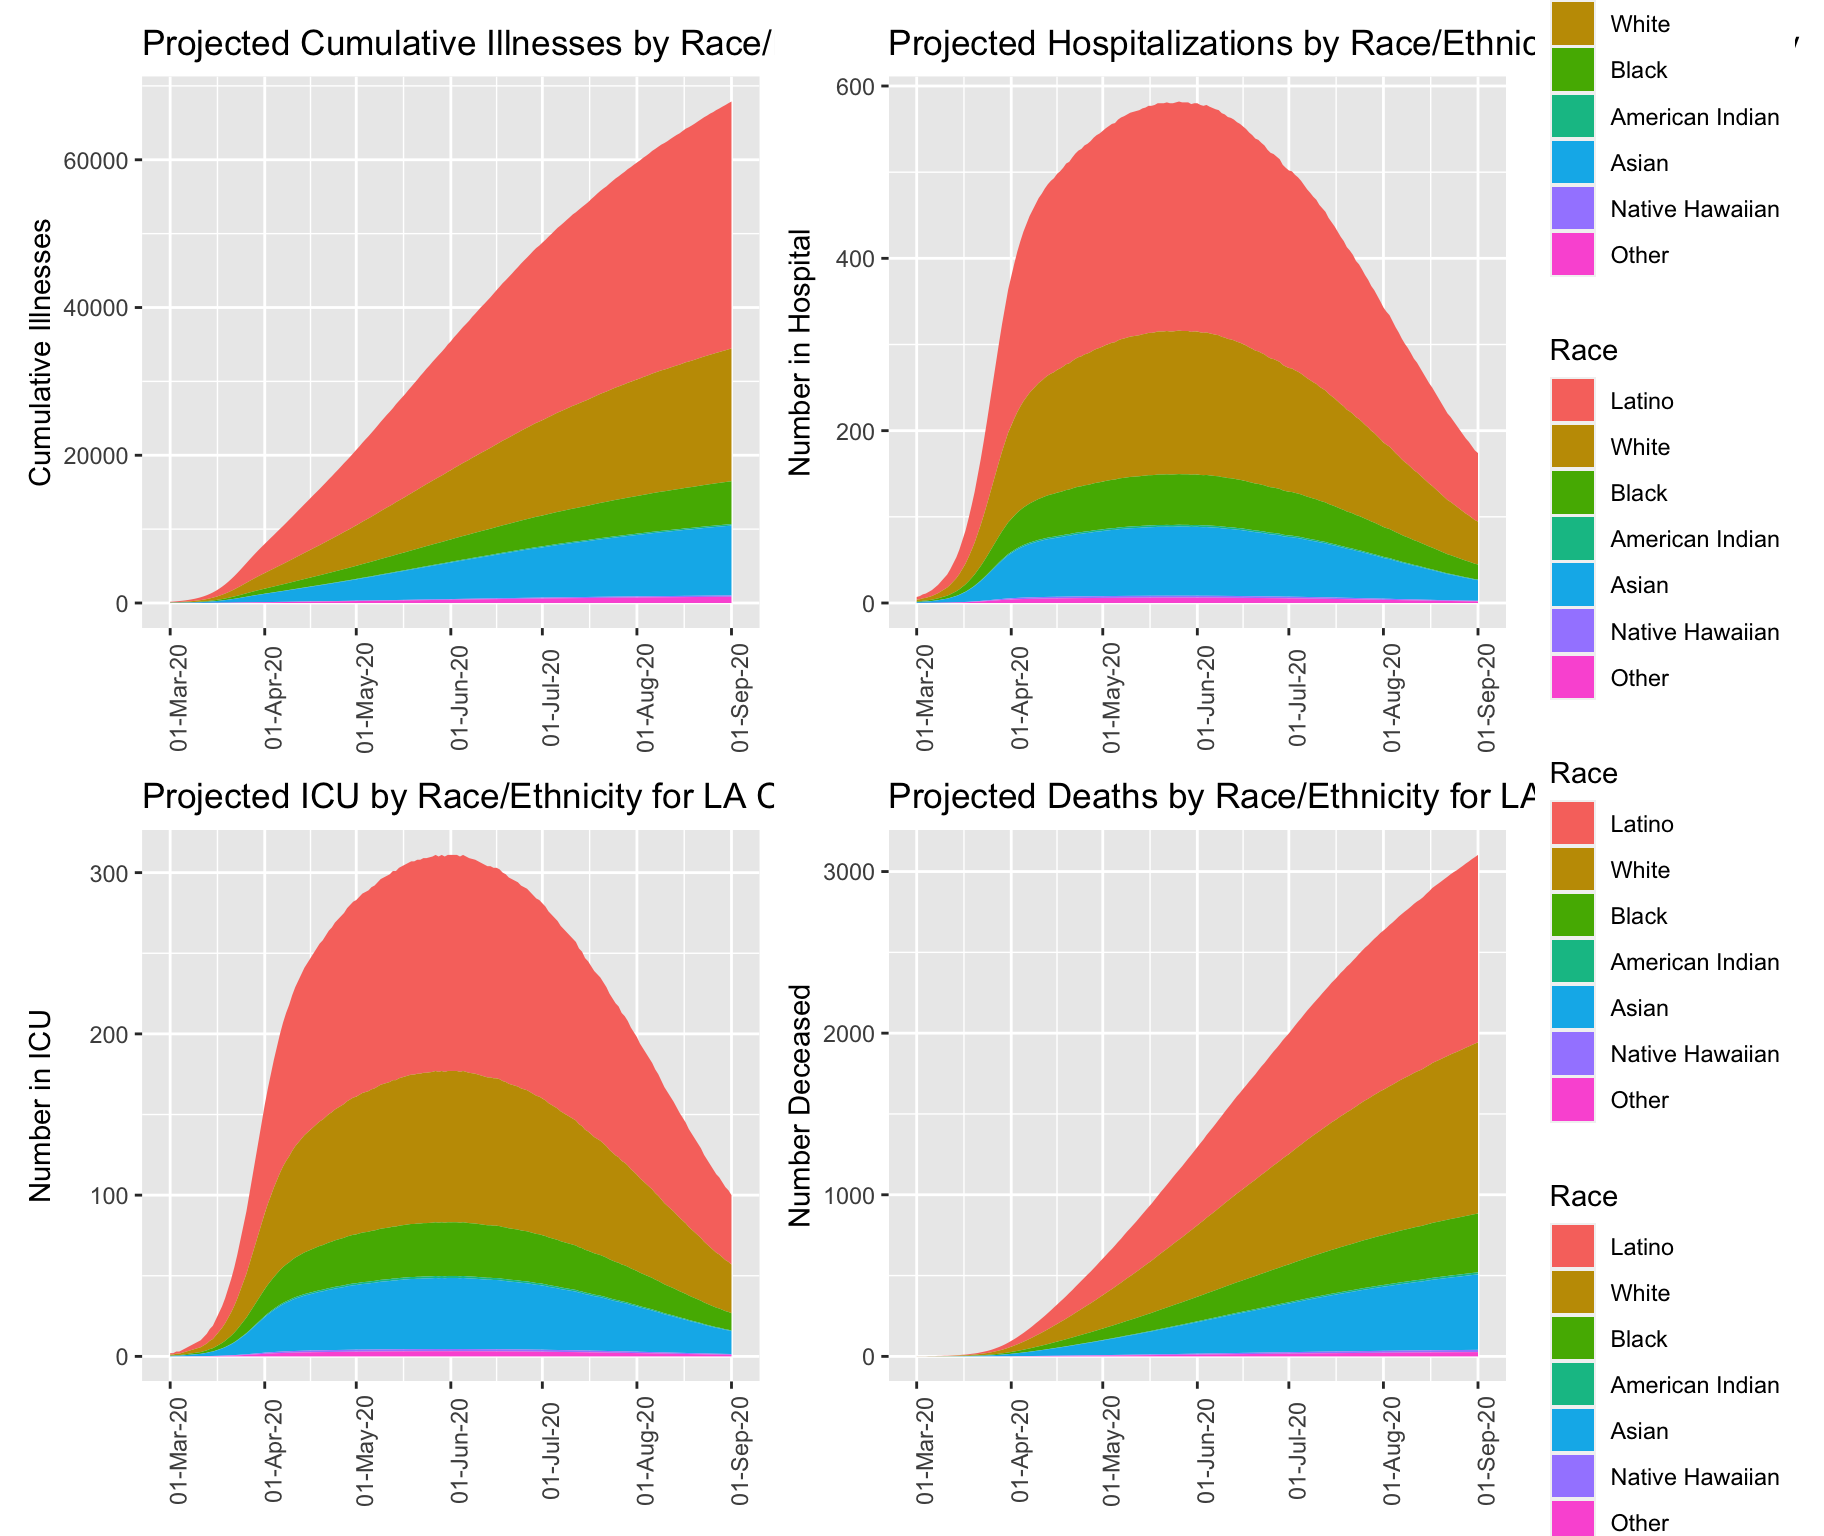 Projected Cumulative Illnesses by Race/
Cumulative Illnesses
60000
40000
20000
0
01-Mar-20
01-Apr-20
01-May-20
01-Jun-20
01-Jul-20
01-Aug-20
01-Sep-20
Projected Hospitalizations by Race/Ethnic
Number in Hospital
600
400
200
0
01-Mar-20
01-Apr-20
01-May-20
01-Jun-20
01-Jul-20
01-Aug-20
01-Sep-20
Projected ICU by Race/Ethnicity for LA C
Number in ICU
300
200
100
0
01-Mar-20
01-Apr-20
01-May-20
01-Jun-20
01-Jul-20
01-Aug-20
01-Sep-20
Projected Deaths by Race/Ethnicity for LA
Number Deceased
3000
2000
1000
0
01-Mar-20
01-Apr-20
01-May-20
01-Jun-20
01-Jul-20
01-Aug-20
01-Sep-20
White
Black
American Indian
Asian
Native Hawaiian
Other
Race
Latino
White
Black
American Indian
Asian
Native Hawaiian
Other
Race
Latino
White
Black
American Indian
Asian
Native Hawaiian
Other
Race
Latino
White
Black
American Indian
Asian
Native Hawaiian
Other